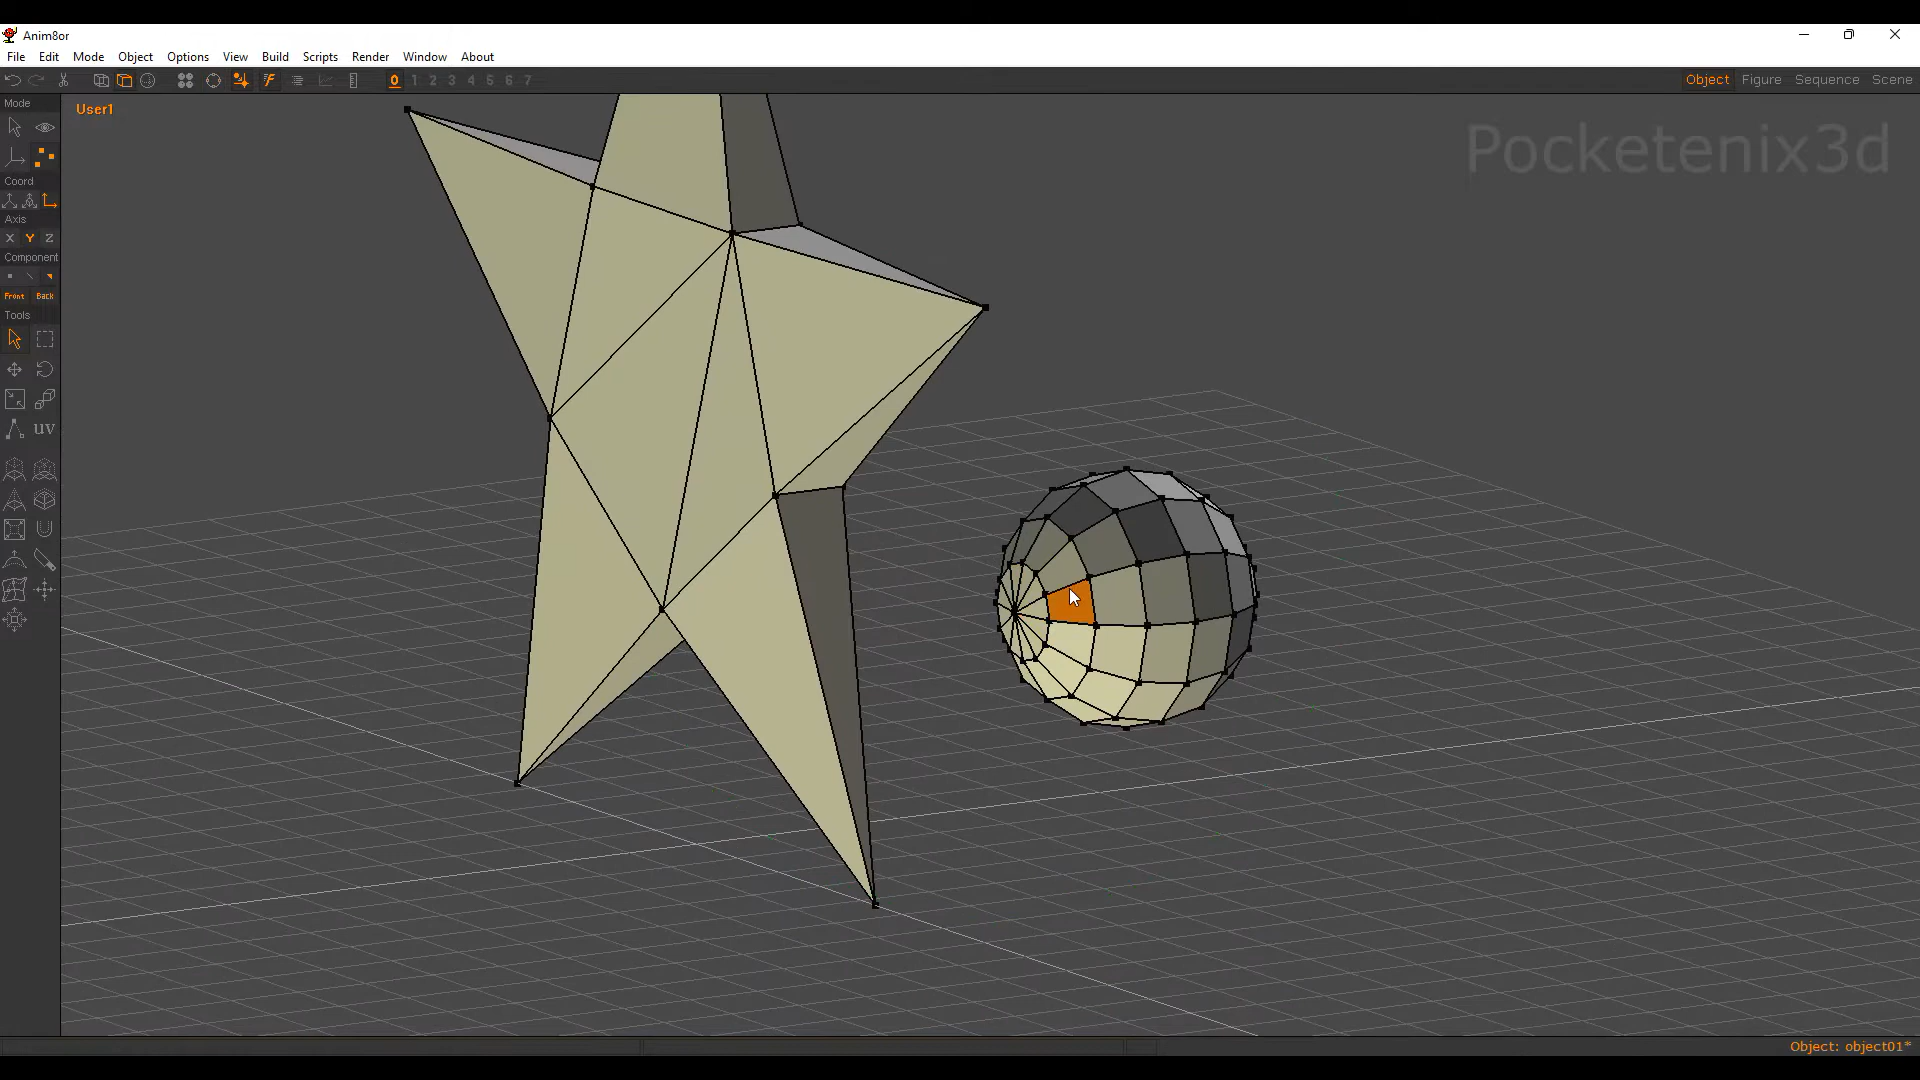 Anim8or
File Edit Mode Object Options View Build Scripts Render Window About
0 1 2 3 4 5 6 7
Object Figure Sequence Scene
Mode
User1
Pocketenix3d
Coord
Axis
X Y Z
Component
Front Back
Tools
UV
Object: object01*